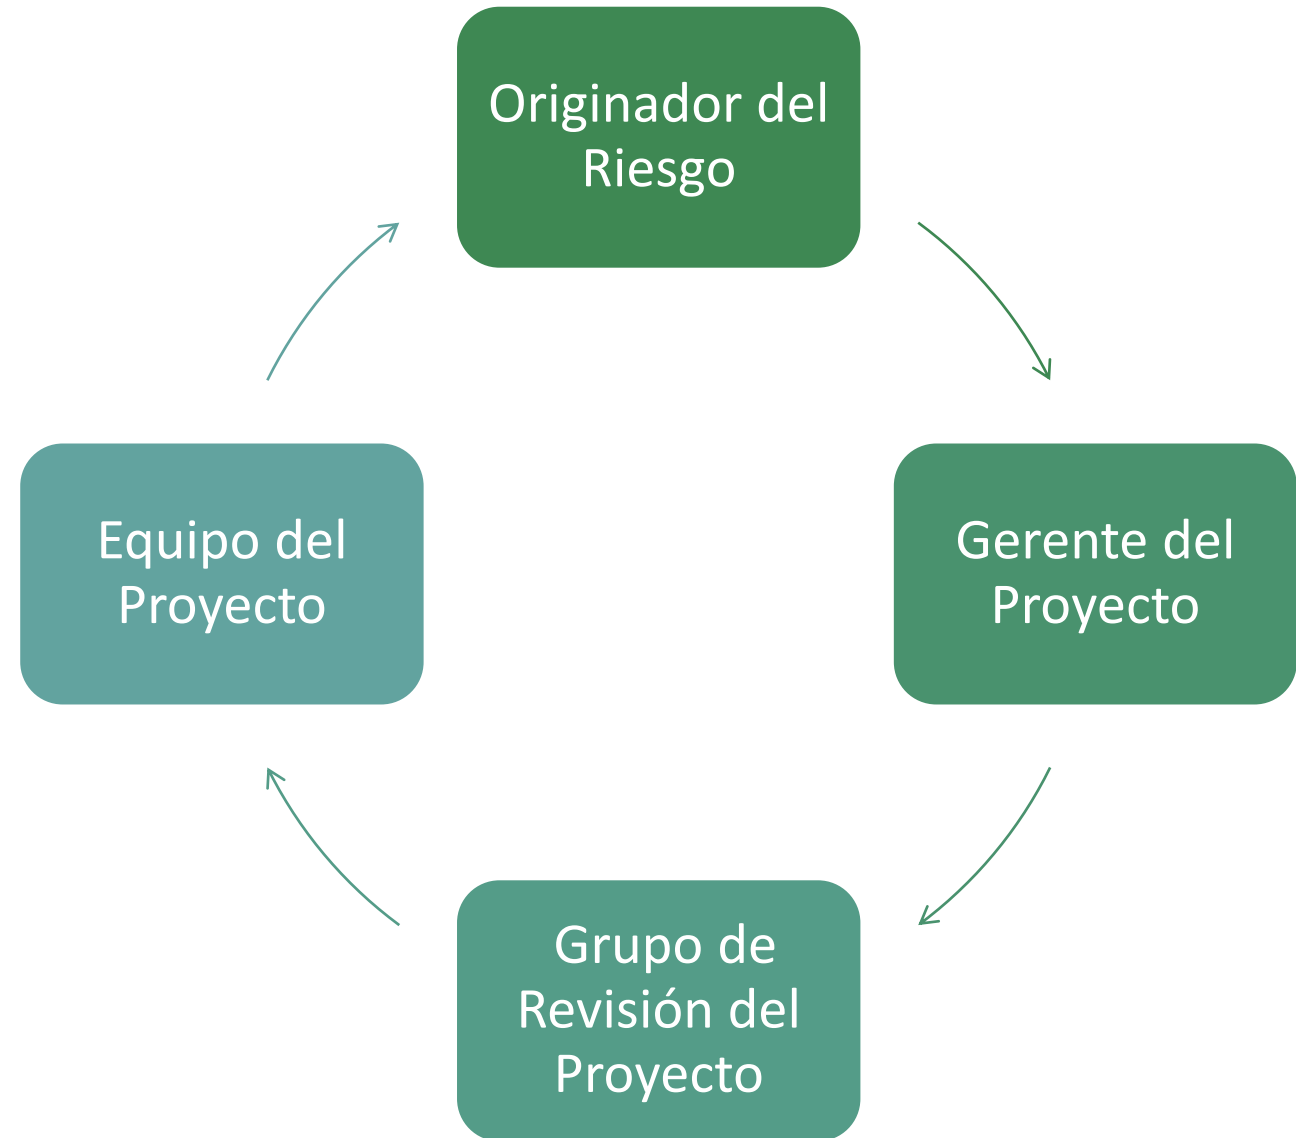 Originador del
Riesgo
Gerente del
Proyecto
Grupo de
Revisión del
Proyecto
Equipo del
Proyecto